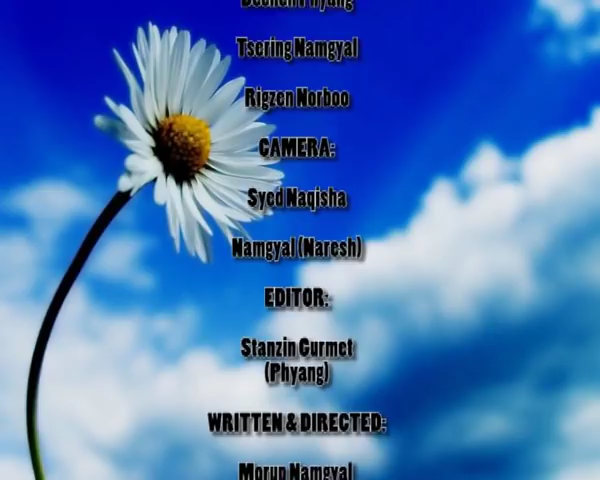 Tsering Namgyal
Rigzen Norboo
CAMERA:
Syed Naqisha
Namgyal (Naresh)
EDITOR:
Stanzin Gurmet
(Phyang)
WRITTEN & DIRECTED:
Morup Namgyal